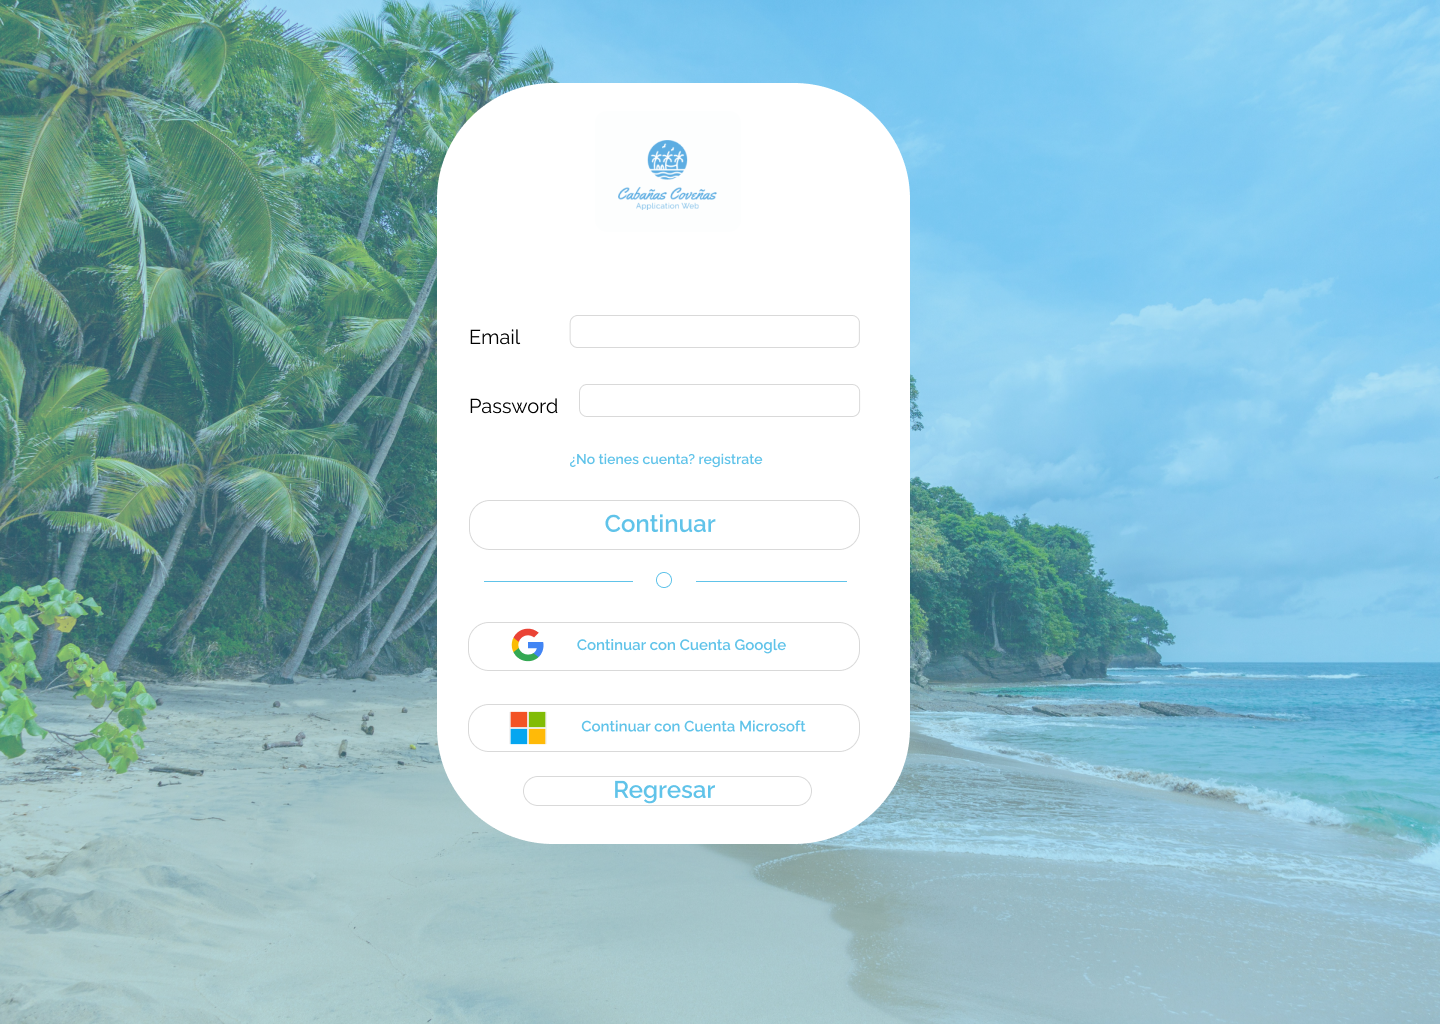 Cabañas Coveñas
Application Web
Email
Password
¿No tienes cuenta? registrate
Continuar
O
Continuar con Cuenta Google
Continuar con Cuenta Microsoft
Regresar